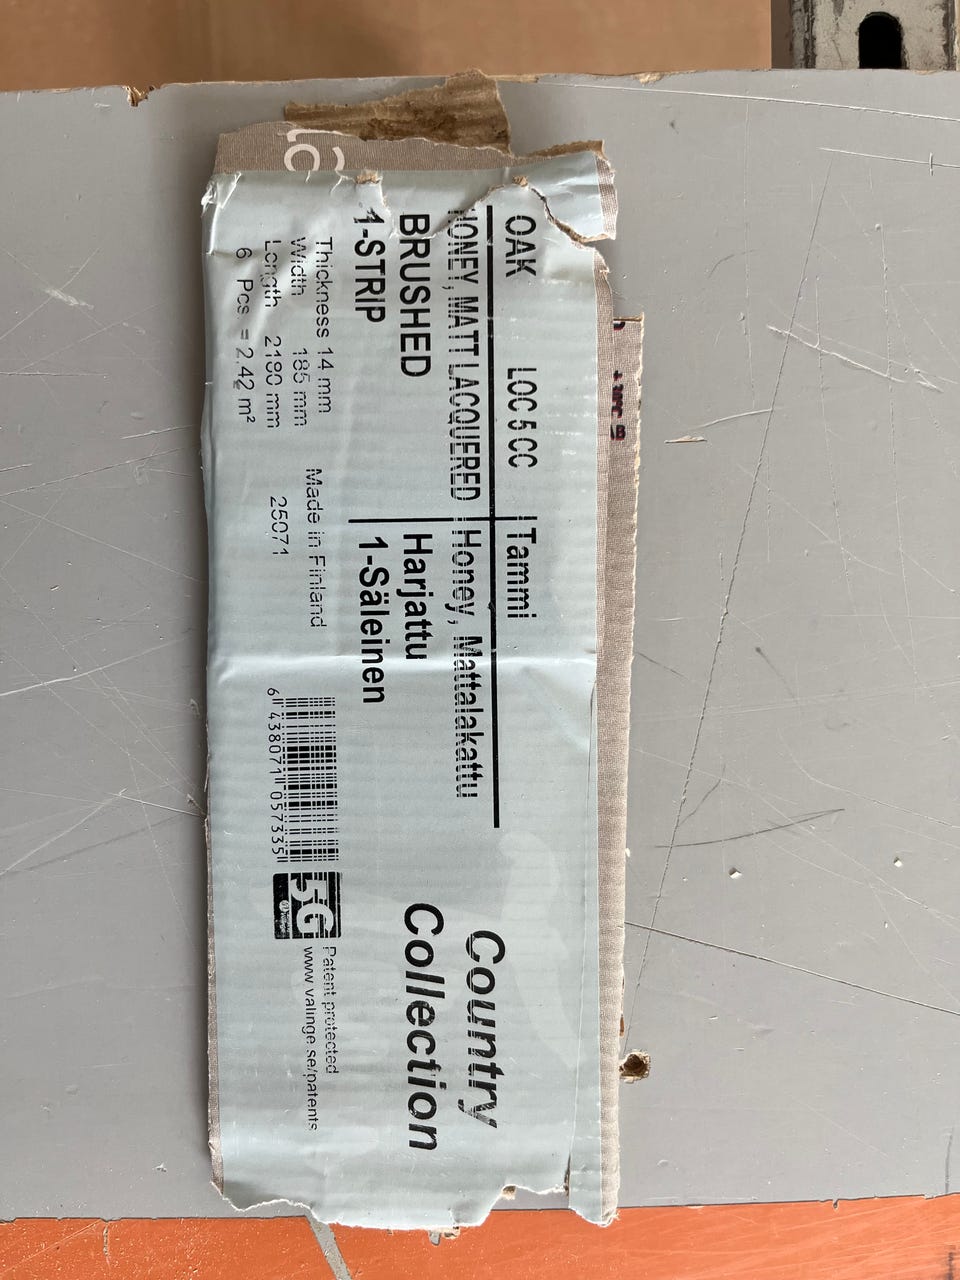 OAK LOC 5 CC Tammi
HONEY, MATT LACQUERED Honey, Mattalakattu
BRUSHED Harjattu
1-STRIP 1-Säleinen
Country
Collection
Thickness 14 mm
Width 185 mm
Length 2180 mm
6 Pcs. = 2.42 m²
Made in Finland
25071
6 438071 057335
5G
Patent protected
www.valinge.se/patents